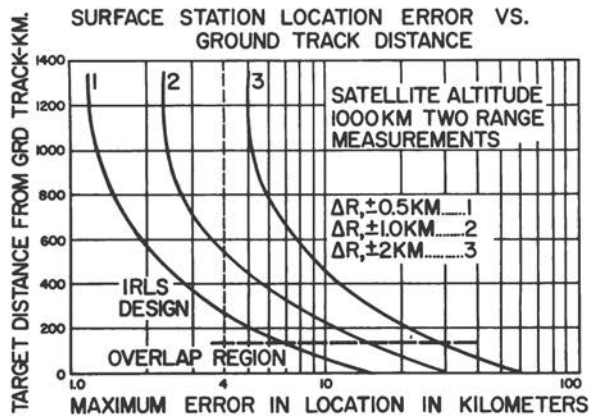 SURFACE STATION LOCATION ERROR VS.
GROUND TRACK DISTANCE
TARGET DISTANCE FROM GRD TRACK-KM.
1400
1200
1000
800
600
400
200
0
1 2 3
SATELLITE ALTITUDE
1000KM TWO RANGE
MEASUREMENTS
ΔR,±0.5KM.......1
ΔR,±1.0KM.......2
ΔR,±2KM.........3
IRLS
DESIGN
OVERLAP REGION
1.0 4 10 100
MAXIMUM ERROR IN LOCATION IN KILOMETERS